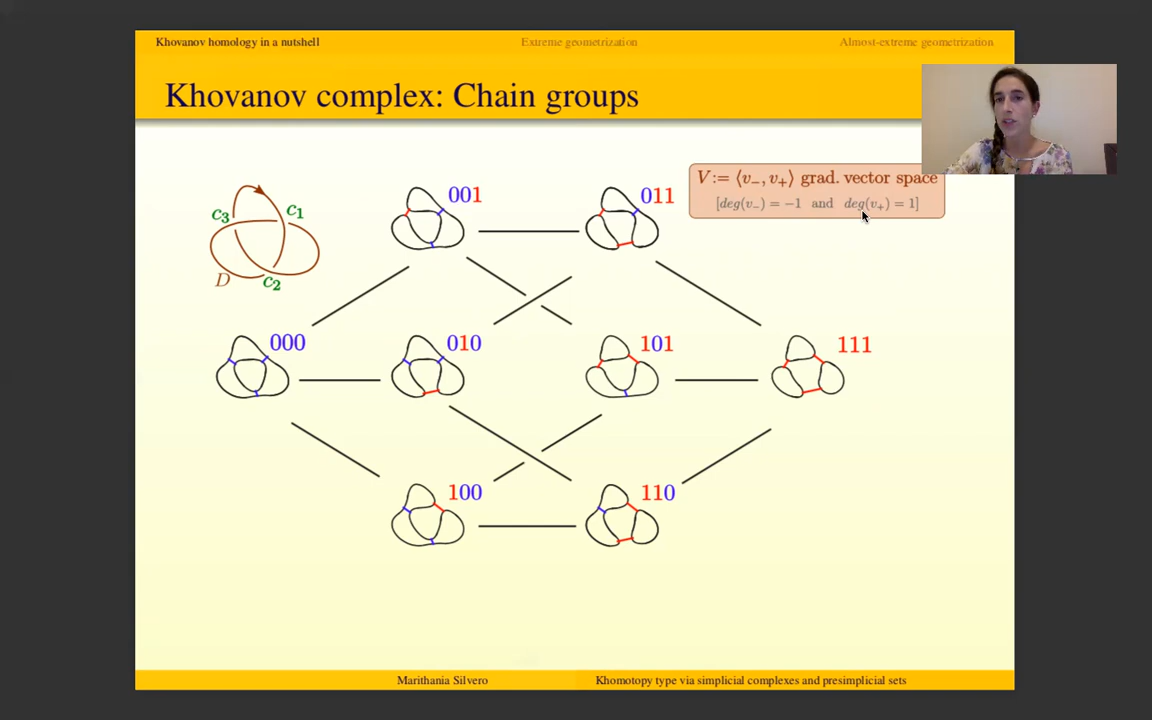 Khovanov homology in a nutshell
Extreme geometrization
Almost-extreme geometrization
Khovanov complex: Chain groups
V := ⟨v₋, v₊⟩ grad. vector space
[deg(v₋) = −1 and deg(v₊) = 1]
c₃
c₁
D
c₂
001
011
000
010
101
111
100
110
Marithania Silvero
Khomotopy type via simplicial complexes and presimplicial sets